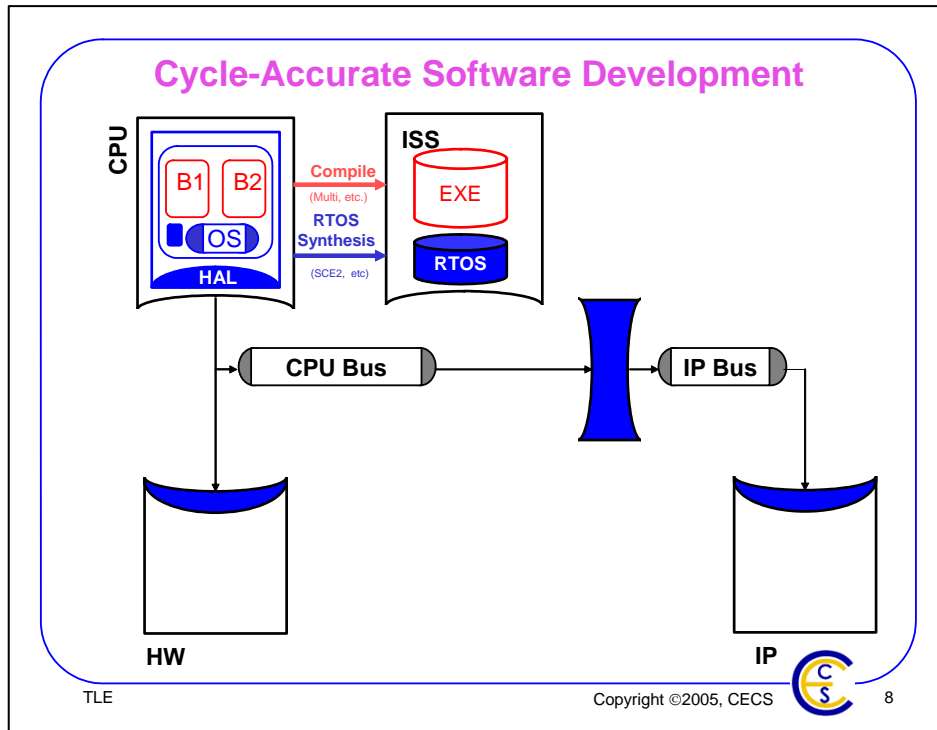 Cycle-Accurate Software Development
CPU
B1
B2
OS
HAL
Compile
(Multi, etc.)
RTOS
Synthesis
(SCE2, etc)
ISS
EXE
RTOS
CPU Bus
IP Bus
HW
IP
TLE
Copyright ©2005, CECS
C
E
C
S
8